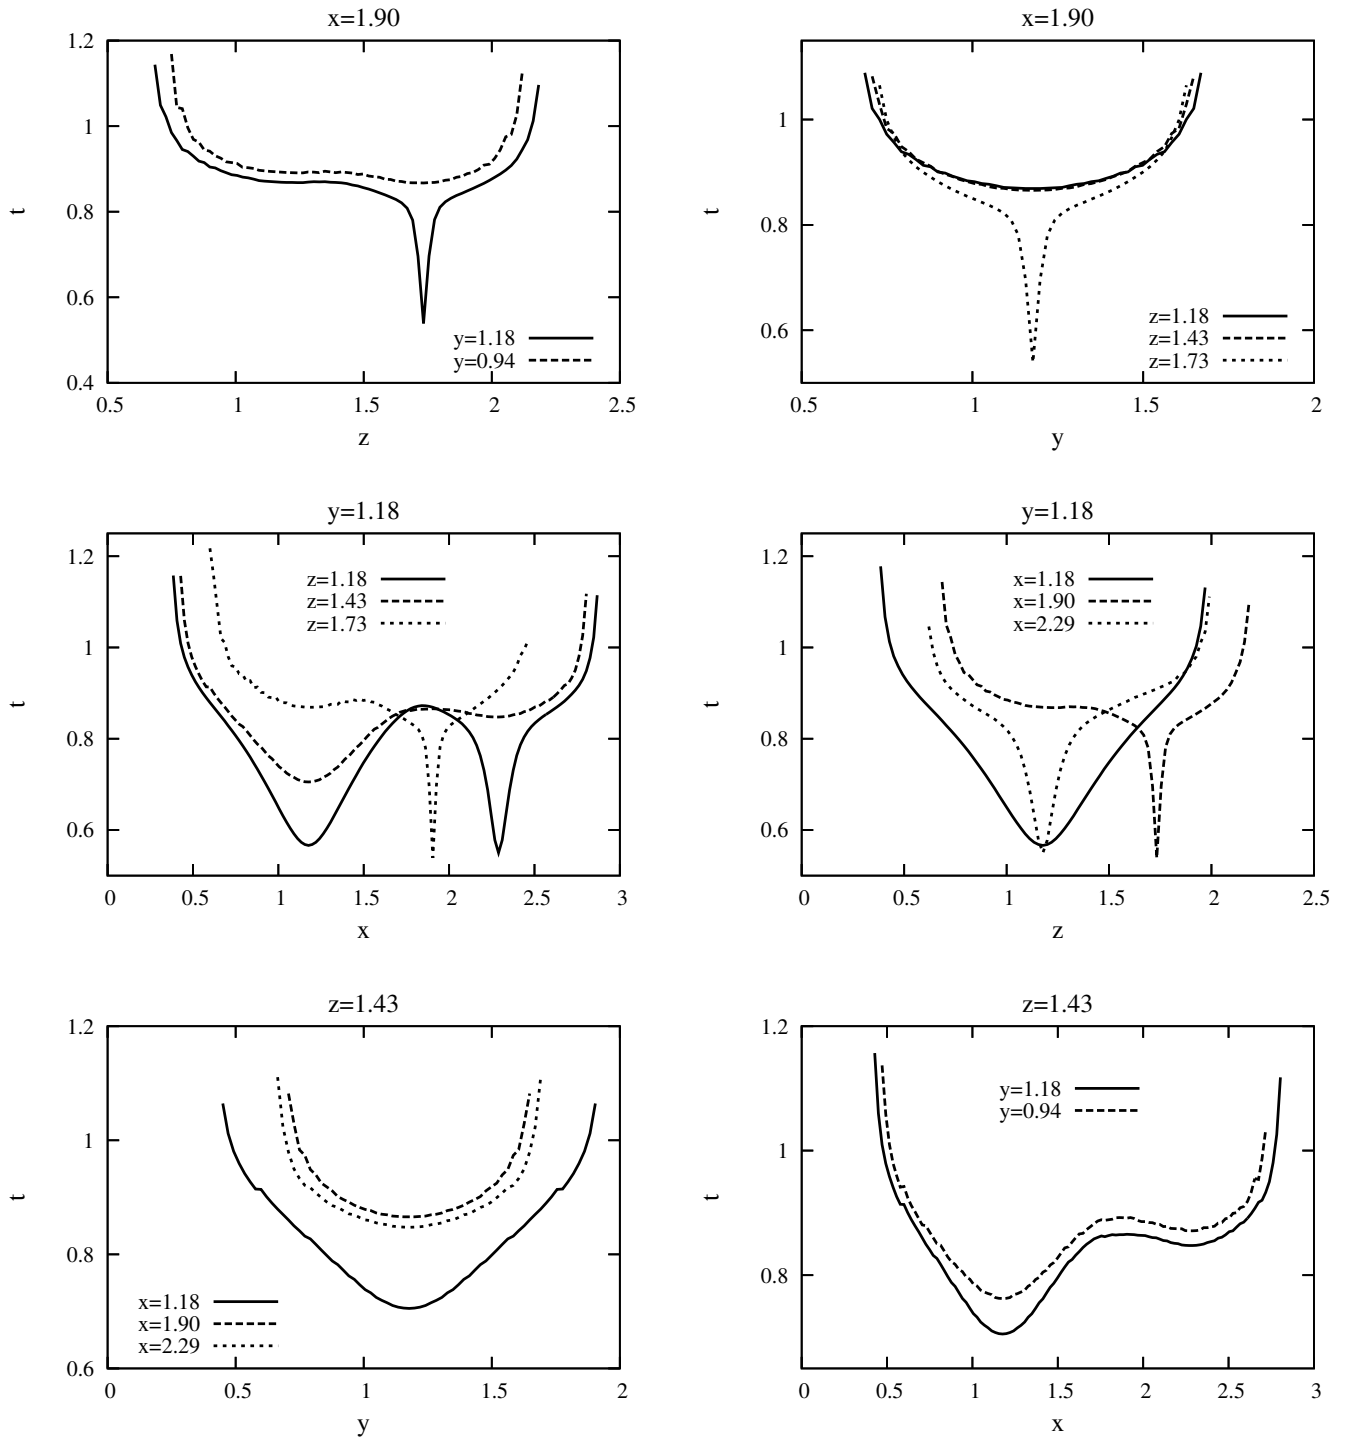 x=1.90
1.2
1
0.8
0.6
0.4
t
y=1.18
y=0.94
0.5 1 1.5 2 2.5
z
x=1.90
1
0.8
0.6
t
z=1.18
z=1.43
z=1.73
0.5 1 1.5 2
y
y=1.18
1.2
1
0.8
0.6
t
z=1.18
z=1.43
z=1.73
0 0.5 1 1.5 2 2.5 3
x
y=1.18
1.2
1
0.8
0.6
t
x=1.18
x=1.90
x=2.29
0 0.5 1 1.5 2 2.5
z
z=1.43
1.2
1
0.8
0.6
t
x=1.18
x=1.90
x=2.29
0 0.5 1 1.5 2
y
z=1.43
1.2
1
0.8
t
y=1.18
y=0.94
0 0.5 1 1.5 2 2.5 3
x